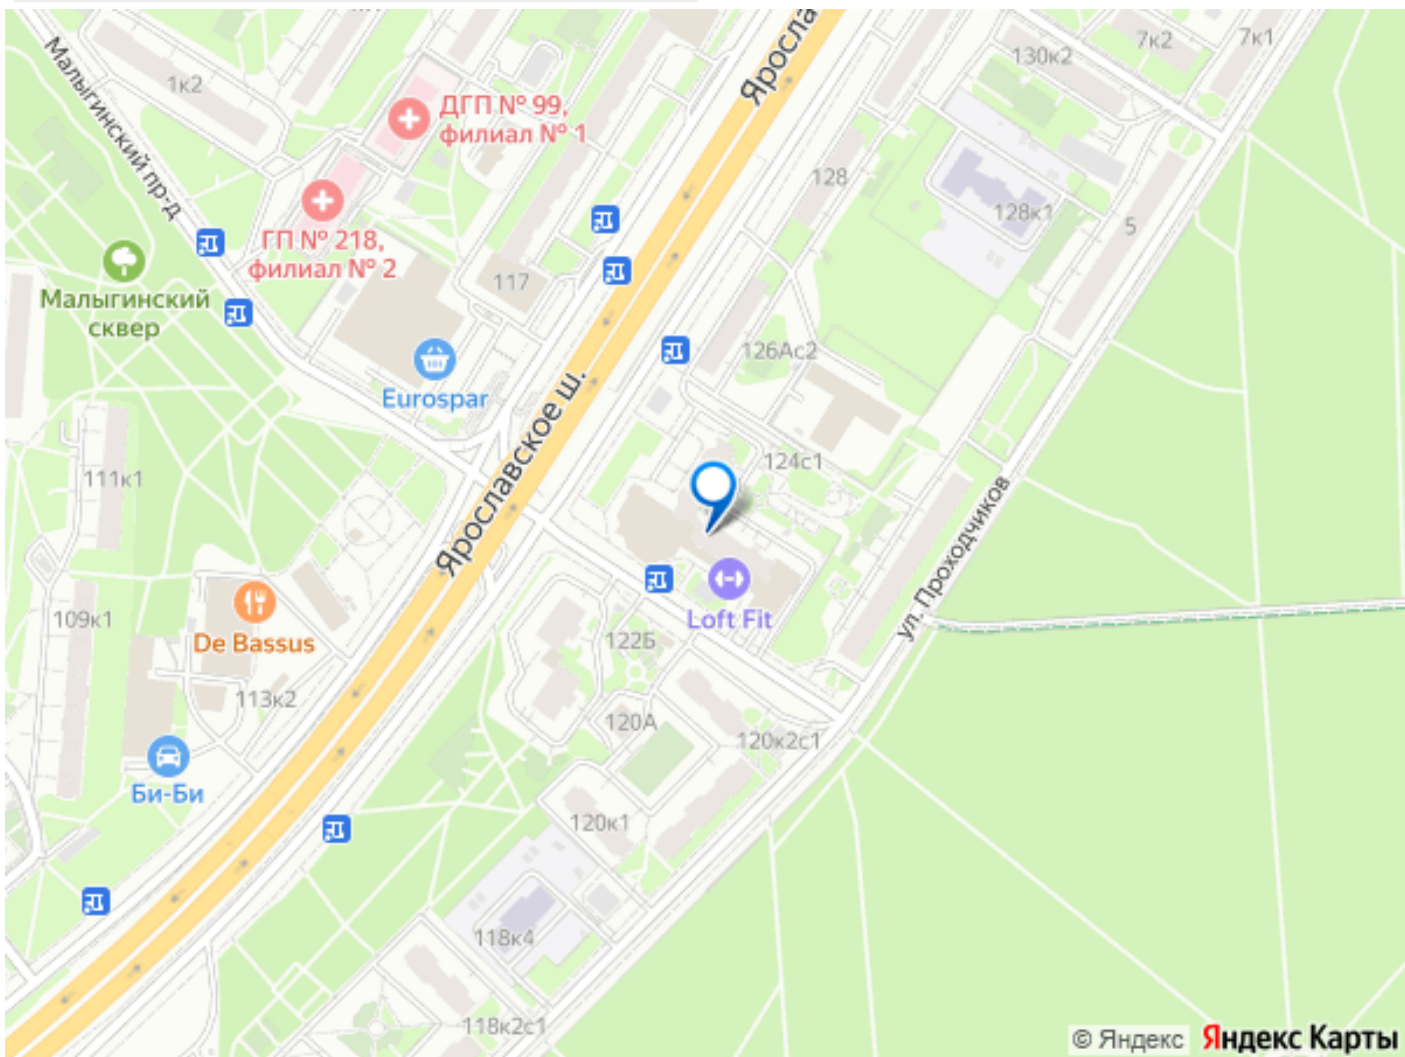 Малыгинский пр-д
1к2
ДГП № 99,
филиал № 1
Яросла
130к2
7к2
7к1
128
128к1
5
ГП № 218,
филиал № 2
117
Малыгинский
сквер
Eurospar
126Ас2
Ярославское ш.
111к1
124с1
ул. Проходчиков
Loft Fit
109к1
De Bassus
122Б
113к2
120А
120к2с1
Би-Би
120к1
118к4
118к2с1
© Яндекс Яндекс Карты